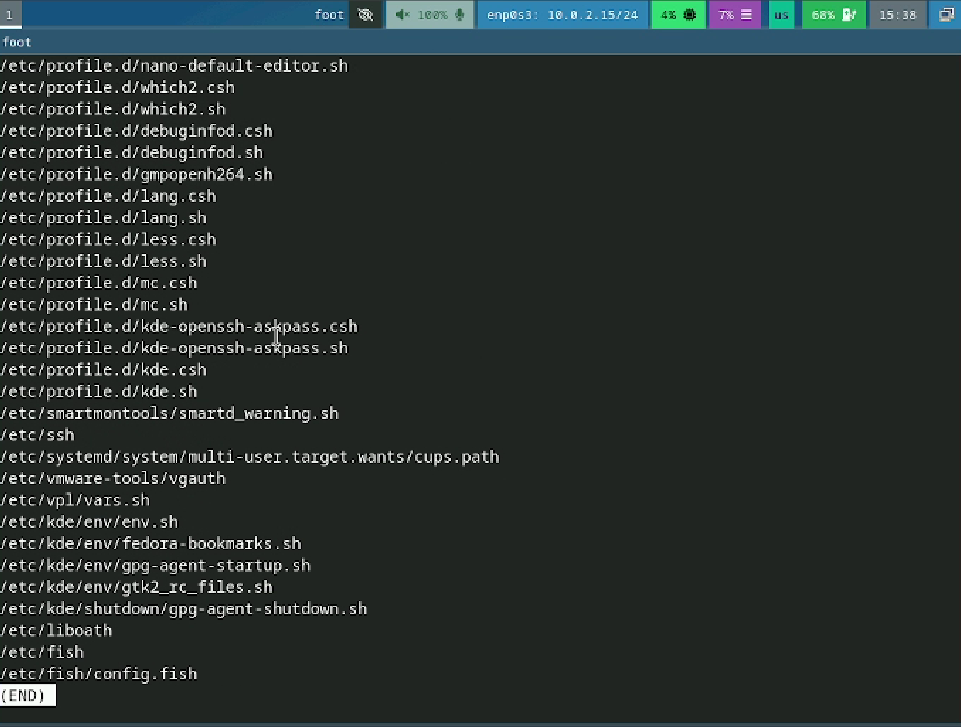 1 foot 100% enp0s3: 10.0.2.15/24 4% 7% us 68% 15:38
foot
/etc/profile.d/nano-default-editor.sh
/etc/profile.d/which2.csh
/etc/profile.d/which2.sh
/etc/profile.d/debuginfod.csh
/etc/profile.d/debuginfod.sh
/etc/profile.d/gmpopenh264.sh
/etc/profile.d/lang.csh
/etc/profile.d/lang.sh
/etc/profile.d/less.csh
/etc/profile.d/less.sh
/etc/profile.d/mc.csh
/etc/profile.d/mc.sh
/etc/profile.d/kde-openssh-askpass.csh
/etc/profile.d/kde-openssh-askpass.sh
/etc/profile.d/kde.csh
/etc/profile.d/kde.sh
/etc/smartmontools/smartd_warning.sh
/etc/ssh
/etc/systemd/system/multi-user.target.wants/cups.path
/etc/vmware-tools/vgauth
/etc/vpl/vars.sh
/etc/kde/env/env.sh
/etc/kde/env/fedora-bookmarks.sh
/etc/kde/env/gpg-agent-startup.sh
/etc/kde/env/gtk2_rc_files.sh
/etc/kde/shutdown/gpg-agent-shutdown.sh
/etc/liboath
/etc/fish
/etc/fish/config.fish
(END)